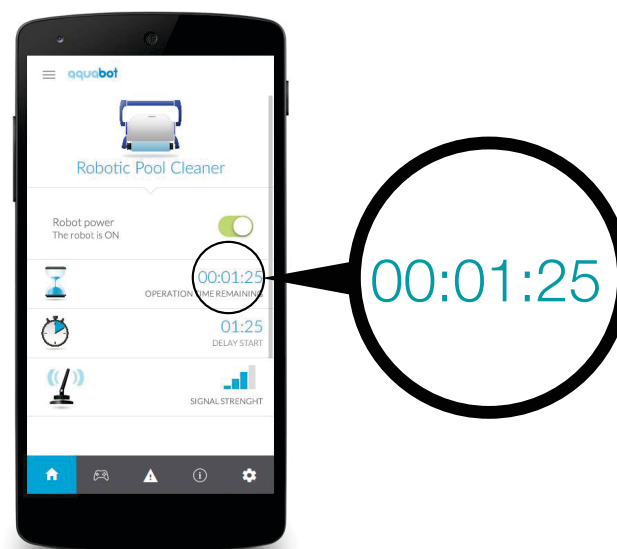 aquabot
Robotic Pool Cleaner
Robot power
The robot is ON
00:01:25
OPERATION TIME REMAINING
01:25
DELAY START
SIGNAL STRENGHT
00:01:25